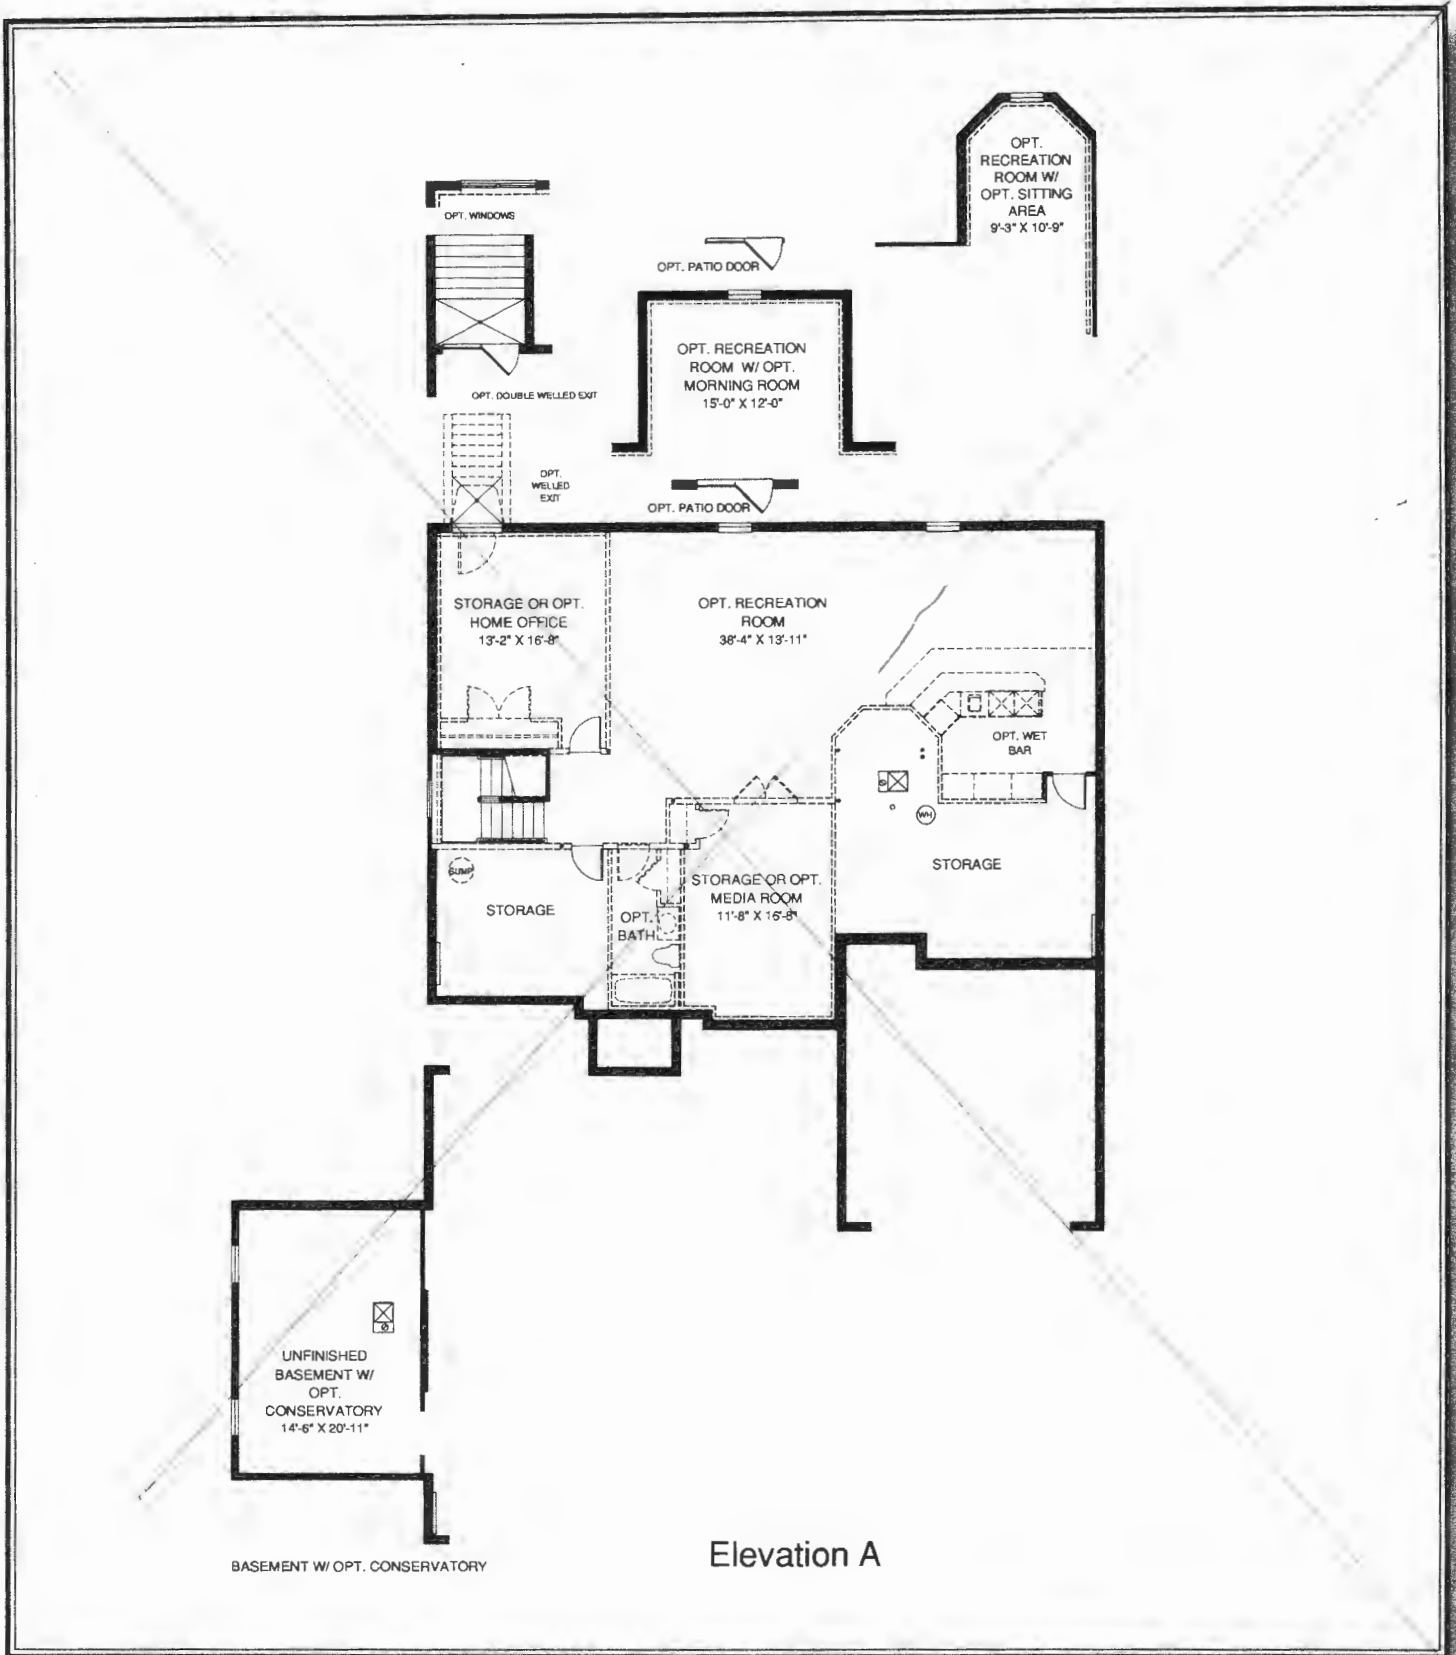 OPT.
RECREATION
ROOM W/
OPT. SITTING
AREA
9'-3" X 10'-9"
OPT. WINDOWS
OPT. PATIO DOOR
OPT. RECREATION
ROOM W/ OPT.
MORNING ROOM
15'-0" X 12'-0"
OPT. DOUBLE WELLED EXIT
OPT.
WELLED
EXIT
OPT. PATIO DOOR
STORAGE OR OPT.
HOME OFFICE
13'-2" X 16'-8"
OPT. RECREATION
ROOM
38'-4" X 13'-11"
OPT. WET
BAR
WH
STORAGE
SUMP
STORAGE
OPT.
BATH
STORAGE OR OPT.
MEDIA ROOM
11'-8" X 16'-8"
UNFINISHED
BASEMENT W/
OPT.
CONSERVATORY
14'-6" X 20'-11"
BASEMENT W/ OPT. CONSERVATORY
Elevation A